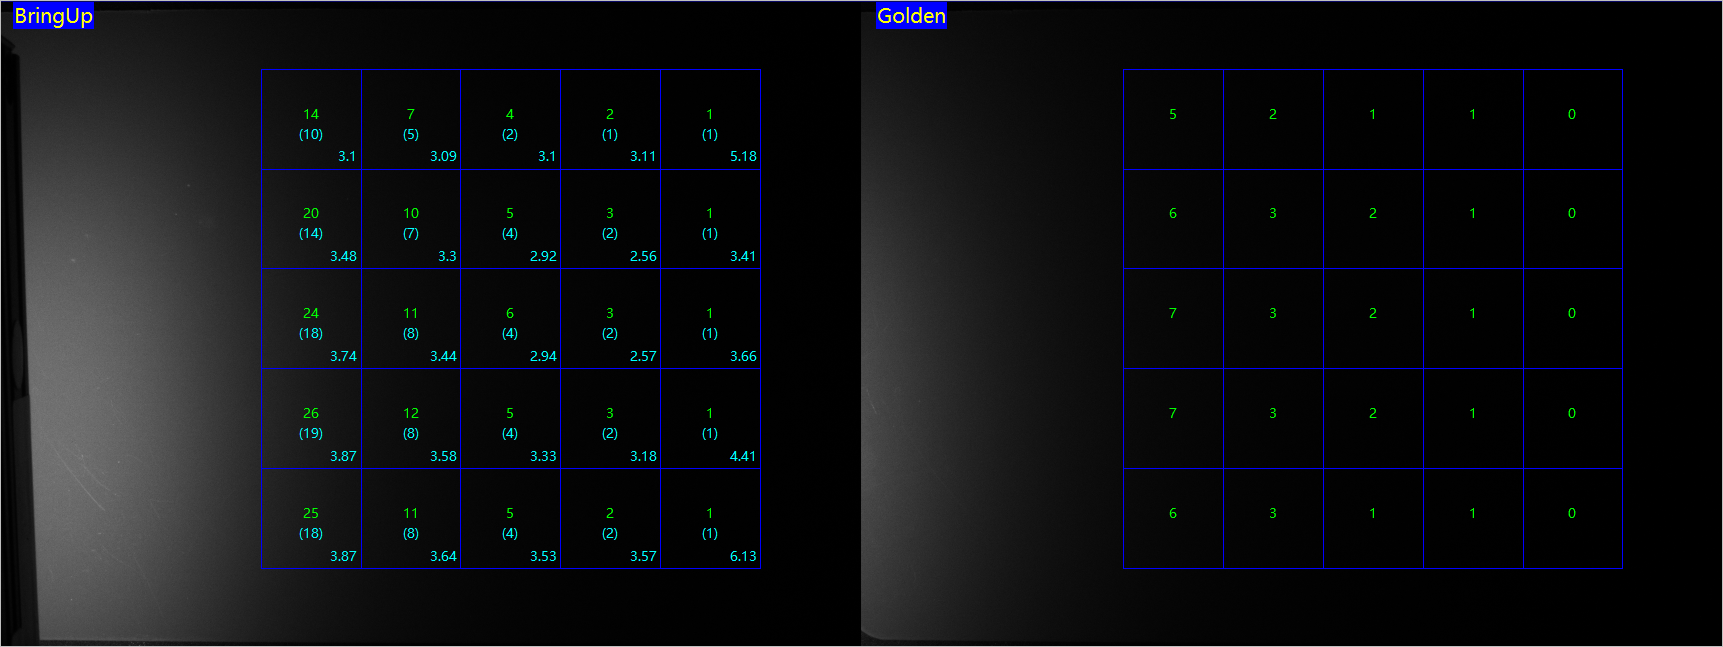 BringUp
Golden
14 7 4 2 1
(10) (5) (2) (1) (1)
3.1 3.09 3.1 3.11 5.18
20 10 5 3 1
(14) (7) (4) (2) (1)
3.48 3.3 2.92 2.56 3.41
24 11 6 3 1
(18) (8) (4) (2) (1)
3.74 3.44 2.94 2.57 3.66
26 12 5 3 1
(19) (8) (4) (2) (1)
3.87 3.58 3.33 3.18 4.41
25 11 5 2 1
(18) (8) (4) (2) (1)
3.87 3.64 3.53 3.57 6.13
5 2 1 1 0
6 3 2 1 0
7 3 2 1 0
7 3 2 1 0
6 3 1 1 0